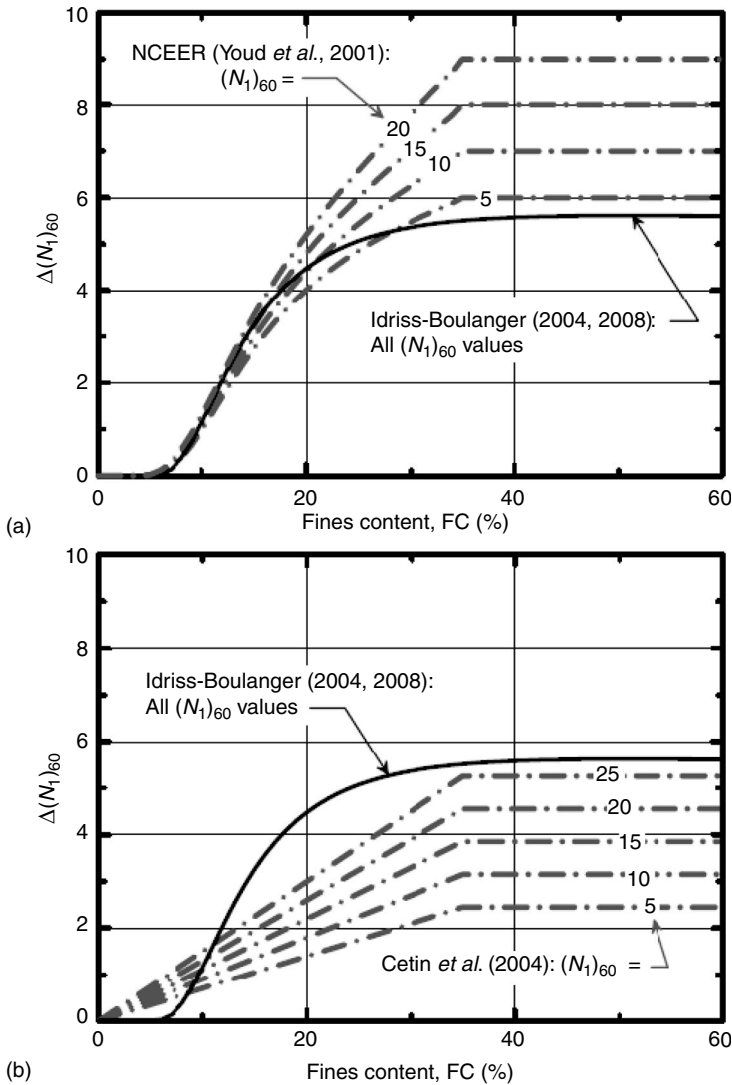 10
8
6
4
2
0
Δ(N₁)₆₀
NCEER (Youd et al., 2001):
(N₁)₆₀ =
20
15
10
5
Idriss-Boulanger (2004, 2008):
All (N₁)₆₀ values
0
20
40
60
Fines content, FC (%)
(a)
10
8
6
4
2
0
Δ(N₁)₆₀
Idriss-Boulanger (2004, 2008):
All (N₁)₆₀ values
25
20
15
10
5
Cetin et al. (2004): (N₁)₆₀ =
0
20
40
60
Fines content, FC (%)
(b)